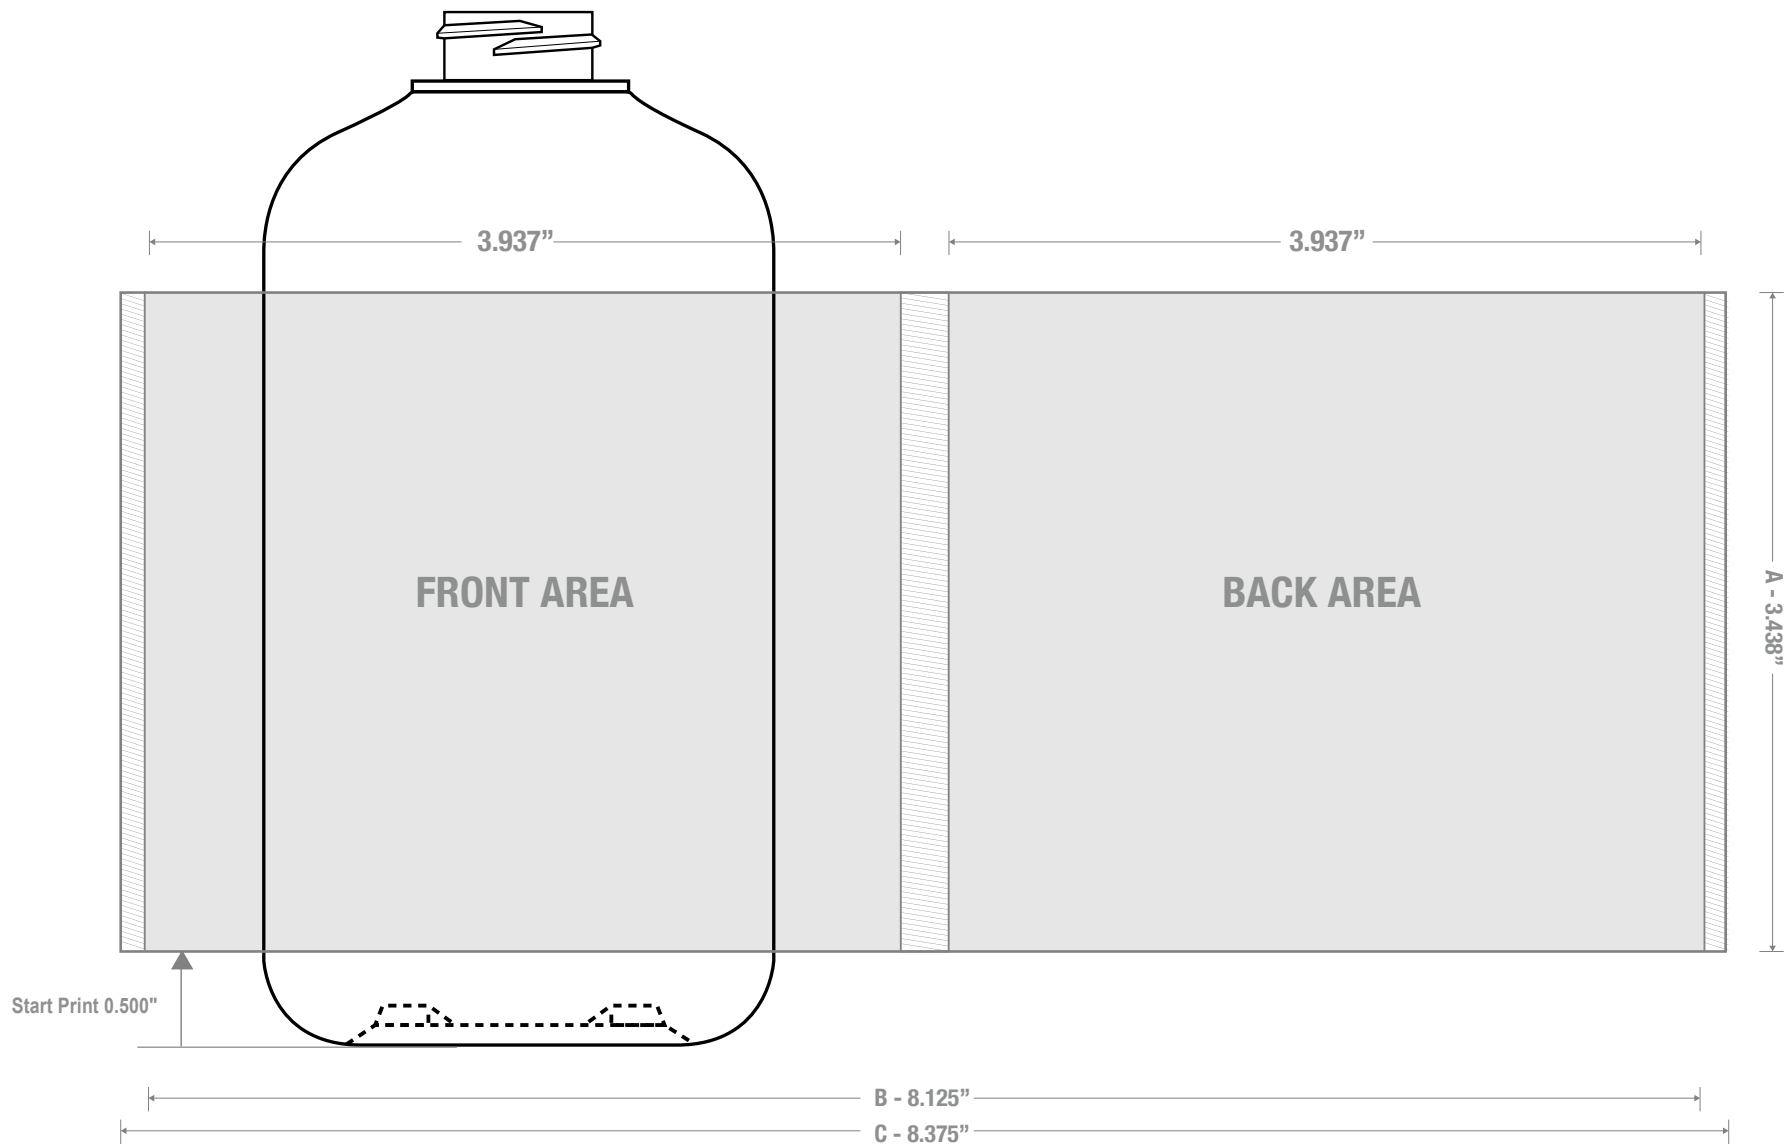 3.937”
3.937”
FRONT AREA
BACK AREA
A - 3.438”
Start Print 0.500"
B - 8.125”
C - 8.375”